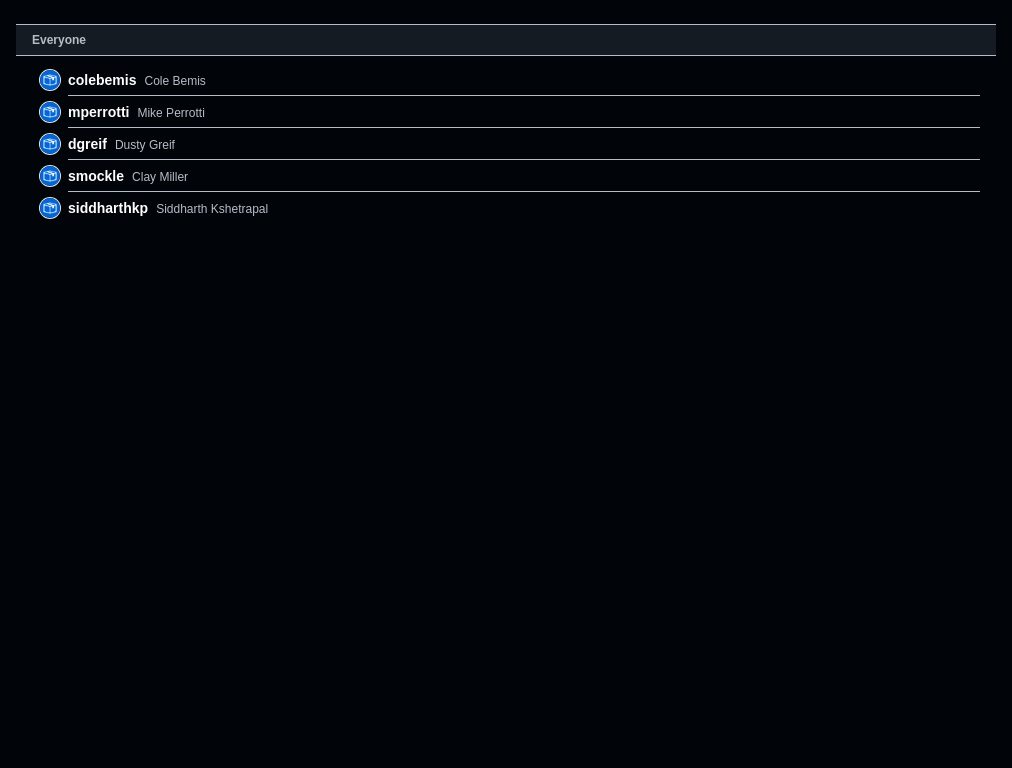 Everyone
colebemis Cole Bemis
mperrotti Mike Perrotti
dgreif Dusty Greif
smockle Clay Miller
siddharthkp Siddharth Kshetrapal